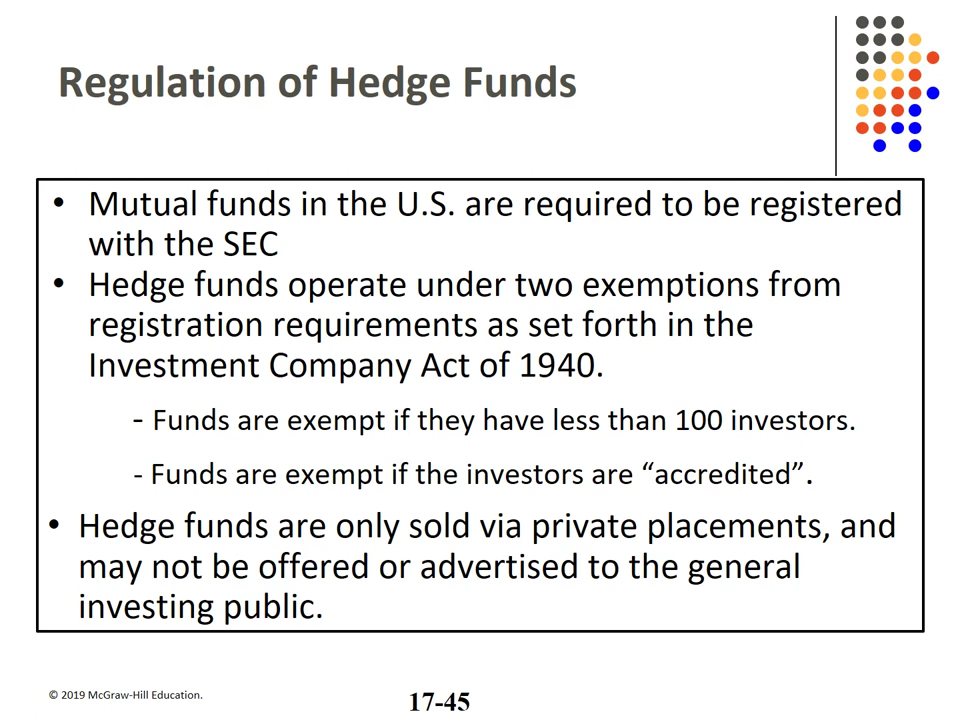 Regulation of Hedge Funds
• Mutual funds in the U.S. are required to be registered
with the SEC
• Hedge funds operate under two exemptions from
registration requirements as set forth in the
Investment Company Act of 1940.
- Funds are exempt if they have less than 100 investors.
- Funds are exempt if the investors are “accredited”.
• Hedge funds are only sold via private placements, and
may not be offered or advertised to the general
investing public.
© 2019 McGraw-Hill Education.
17-45